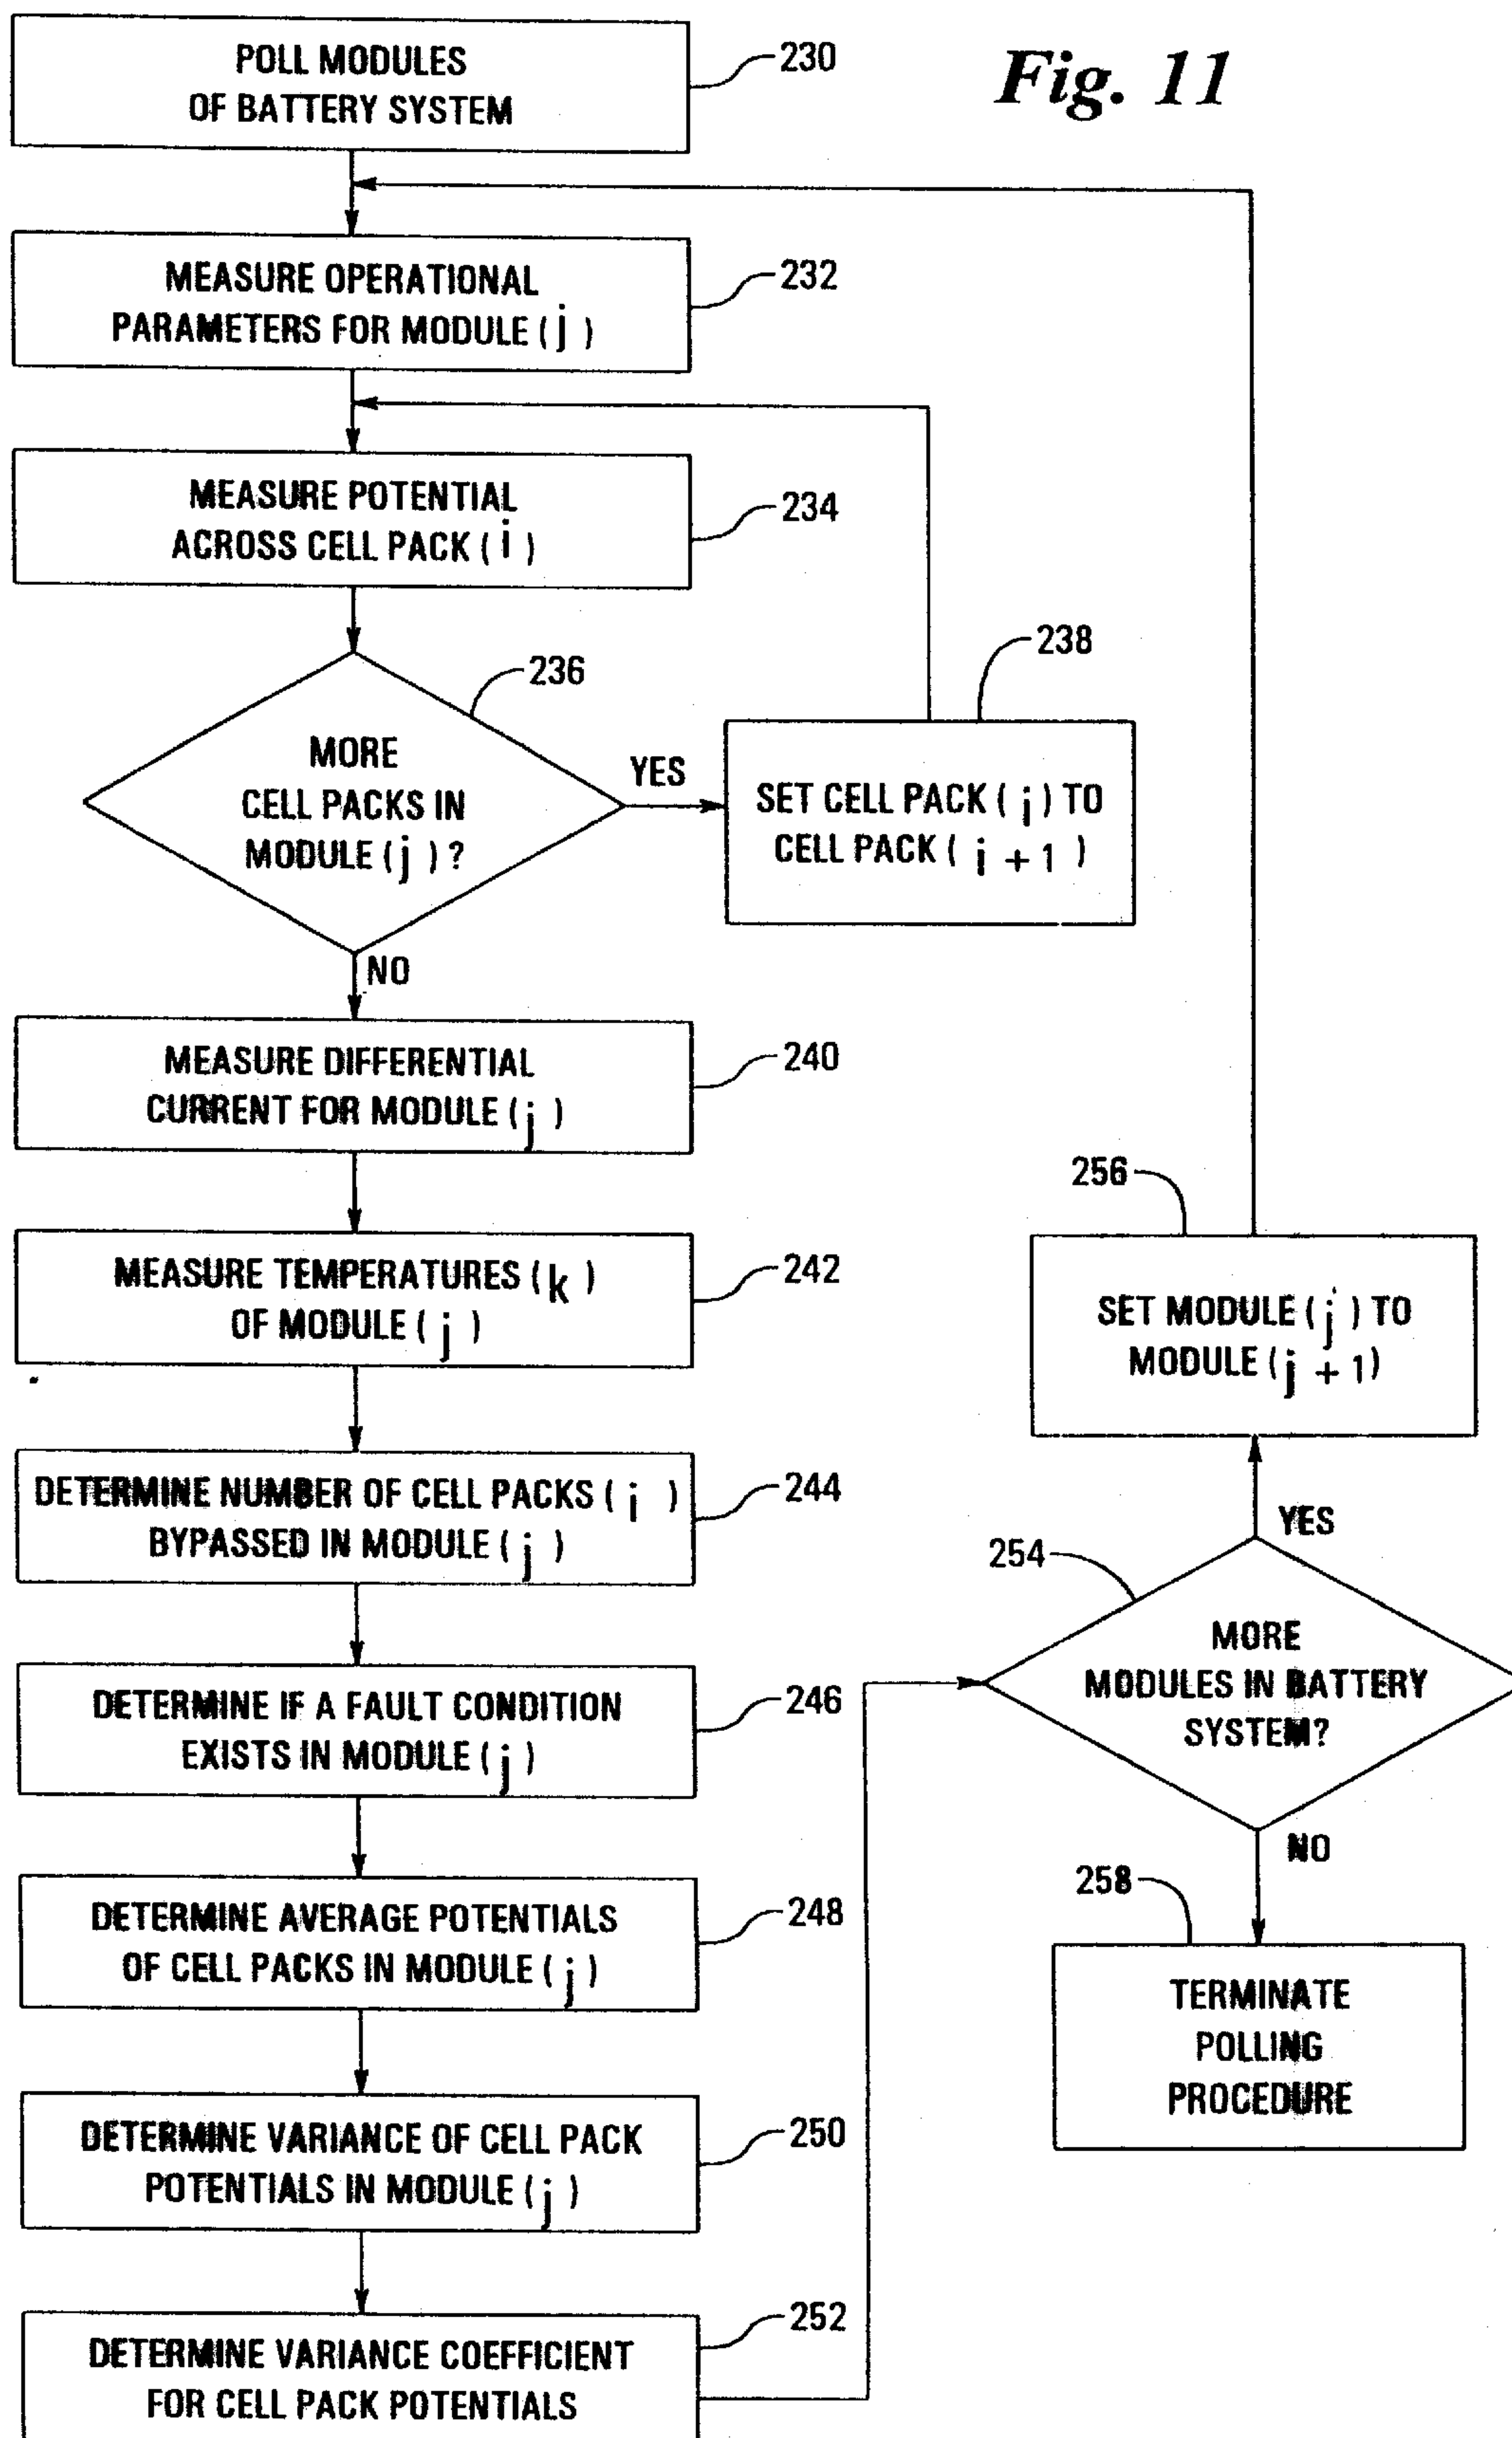 Fig. 11
POLL MODULES
OF BATTERY SYSTEM
230
MEASURE OPERATIONAL
PARAMETERS FOR MODULE (j)
232
MEASURE POTENTIAL
ACROSS CELL PACK (i)
234
MORE
CELL PACKS IN
MODULE (j)?
236
YES
SET CELL PACK (i) TO
CELL PACK (i + 1)
238
NO
MEASURE DIFFERENTIAL
CURRENT FOR MODULE (j)
240
MEASURE TEMPERATURES (k)
OF MODULE (j)
242
DETERMINE NUMBER OF CELL PACKS (i)
BYPASSED IN MODULE (j)
244
DETERMINE IF A FAULT CONDITION
EXISTS IN MODULE (j)
246
DETERMINE AVERAGE POTENTIALS
OF CELL PACKS IN MODULE (j)
248
DETERMINE VARIANCE OF CELL PACK
POTENTIALS IN MODULE (j)
250
DETERMINE VARIANCE COEFFICIENT
FOR CELL PACK POTENTIALS
252
254
MORE
MODULES IN BATTERY
SYSTEM?
YES
256
SET MODULE (j) TO
MODULE (j + 1)
NO
258
TERMINATE
POLLING
PROCEDURE